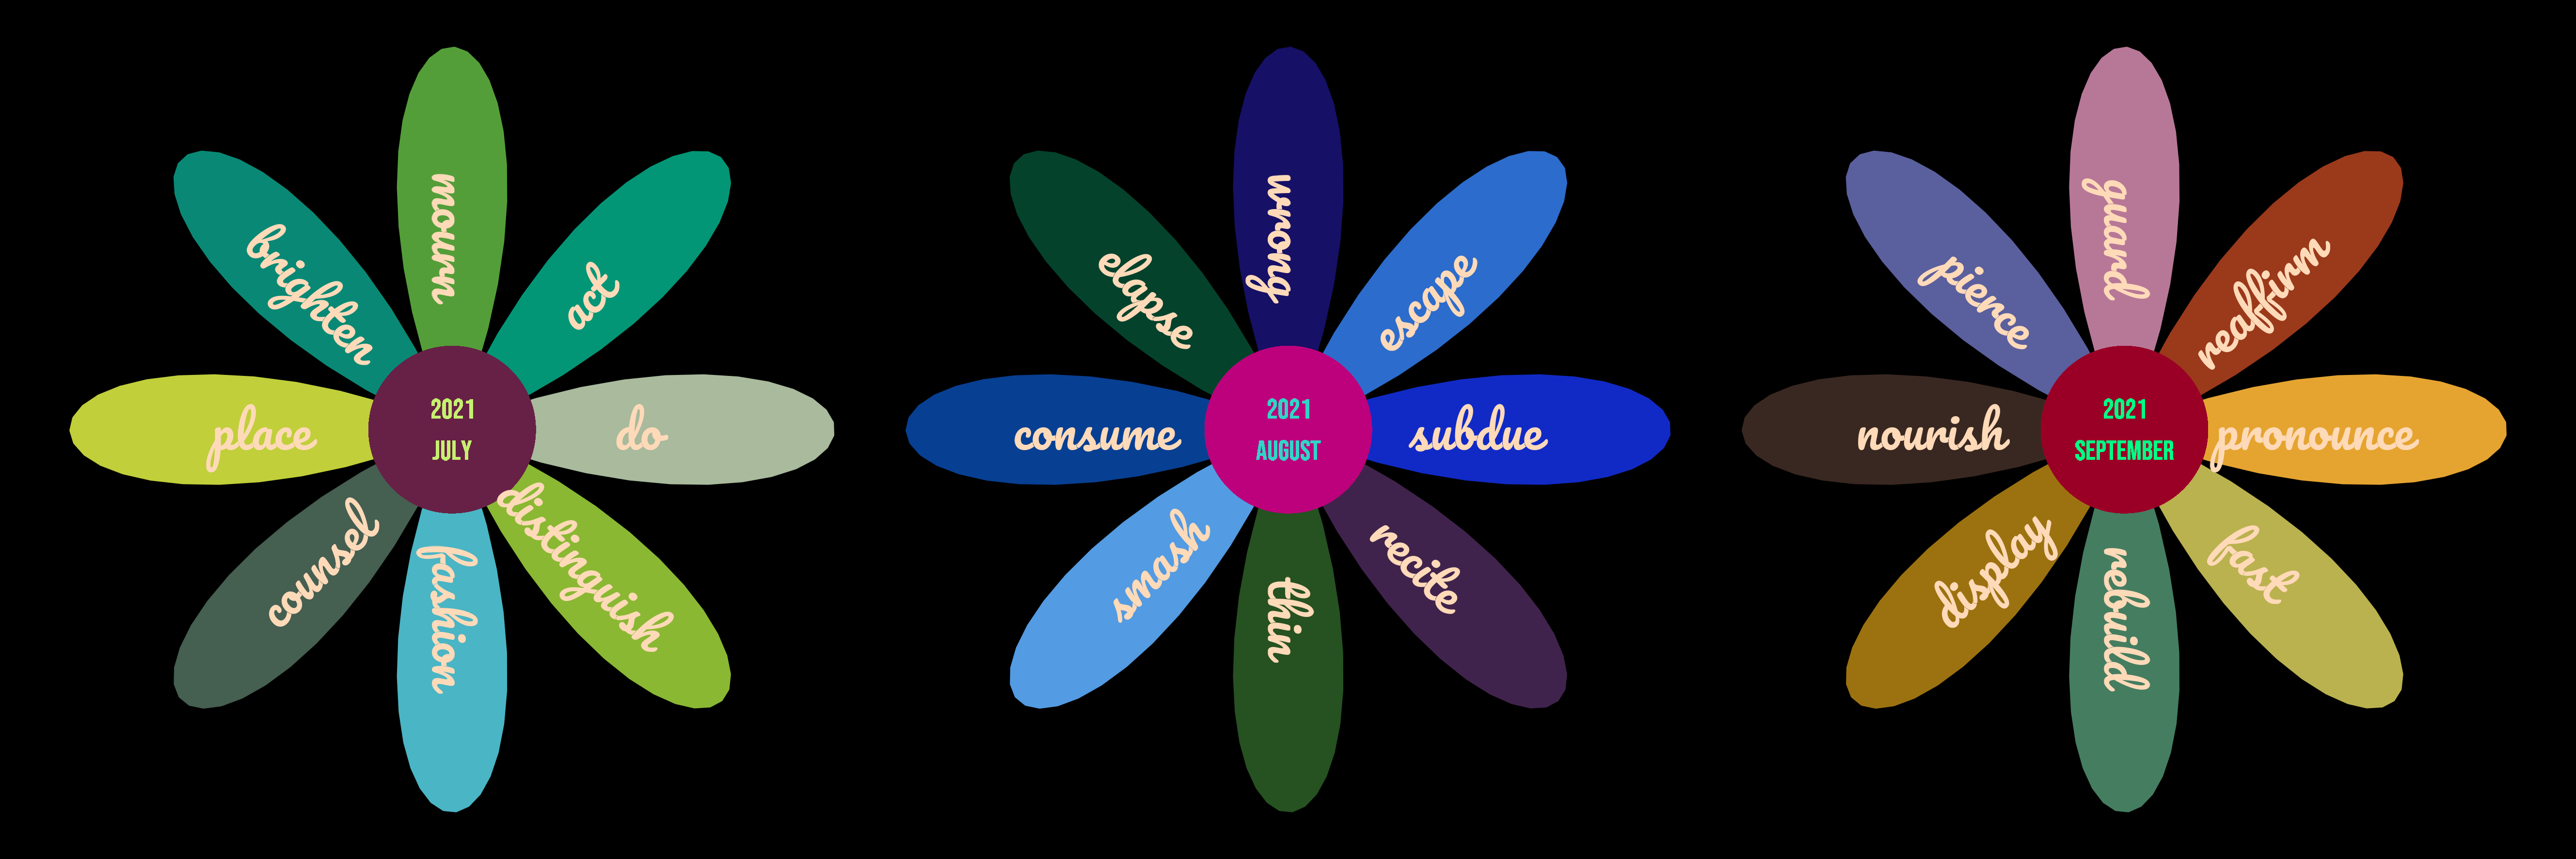 mourn
act
do
distinguish
fashion
counsel
place
brighten
2021
JULY
wrong
escape
subdue
recite
thin
smash
consume
elapse
2021
AUGUST
guard
reaffirm
pronounce
fast
rebuild
display
nourish
pierce
2021
SEPTEMBER